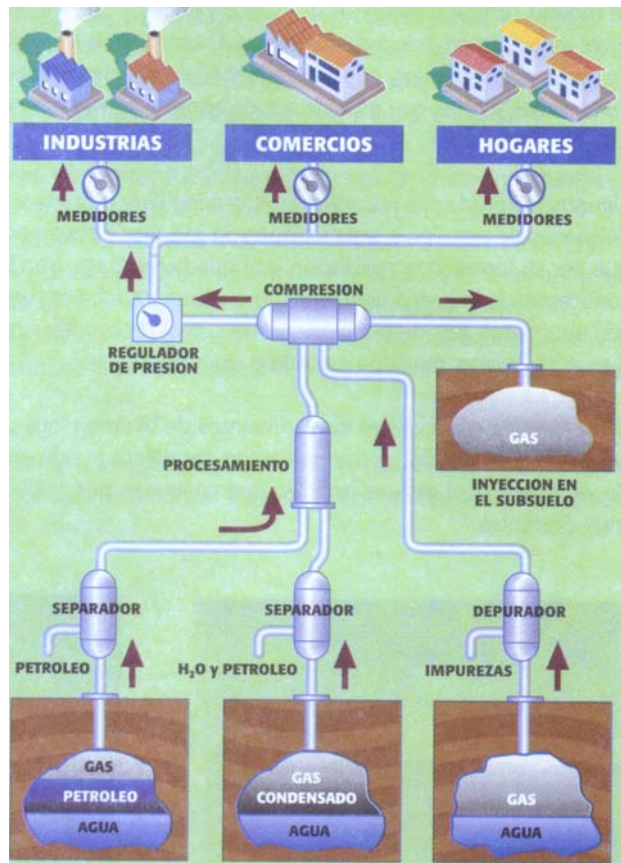 INDUSTRIAS
COMERCIOS
HOGARES
MEDIDORES
MEDIDORES
MEDIDORES
COMPRESION
REGULADOR
DE PRESION
GAS
PROCESAMIENTO
INYECCION EN
EL SUBSUELO
SEPARADOR
SEPARADOR
DEPURADOR
PETROLEO
H₂O y PETROLEO
IMPUREZAS
GAS
PETROLEO
AGUA
GAS
CONDENSADO
AGUA
GAS
AGUA